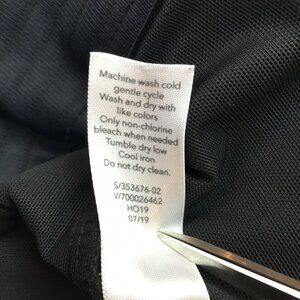 Machine wash cold
gentle cycle
Wash and dry with
like colors
Only non-chlorine
bleach when needed
Tumble dry low
Cool iron
Do not dry clean.
S/353676-02
V/700026462
HO19
07/19